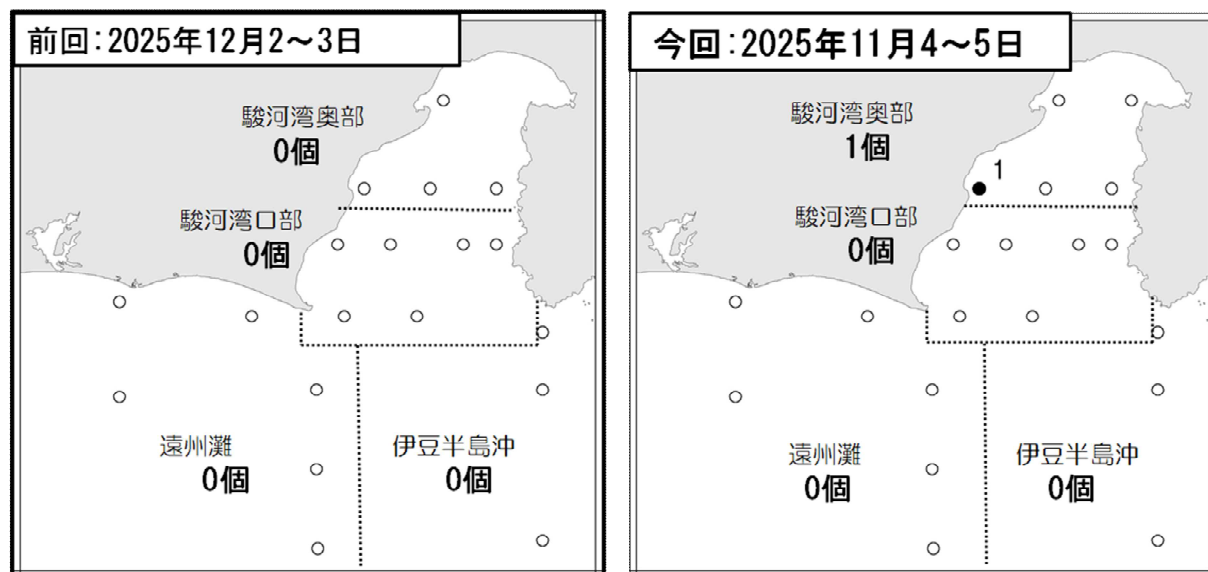 前回：2025年12月2～3日
駿河湾奥部
0個
駿河湾口部
0個
遠州灘
0個
伊豆半島沖
0個
今回：2025年11月4～5日
駿河湾奥部
1個
1
駿河湾口部
0個
遠州灘
0個
伊豆半島沖
0個